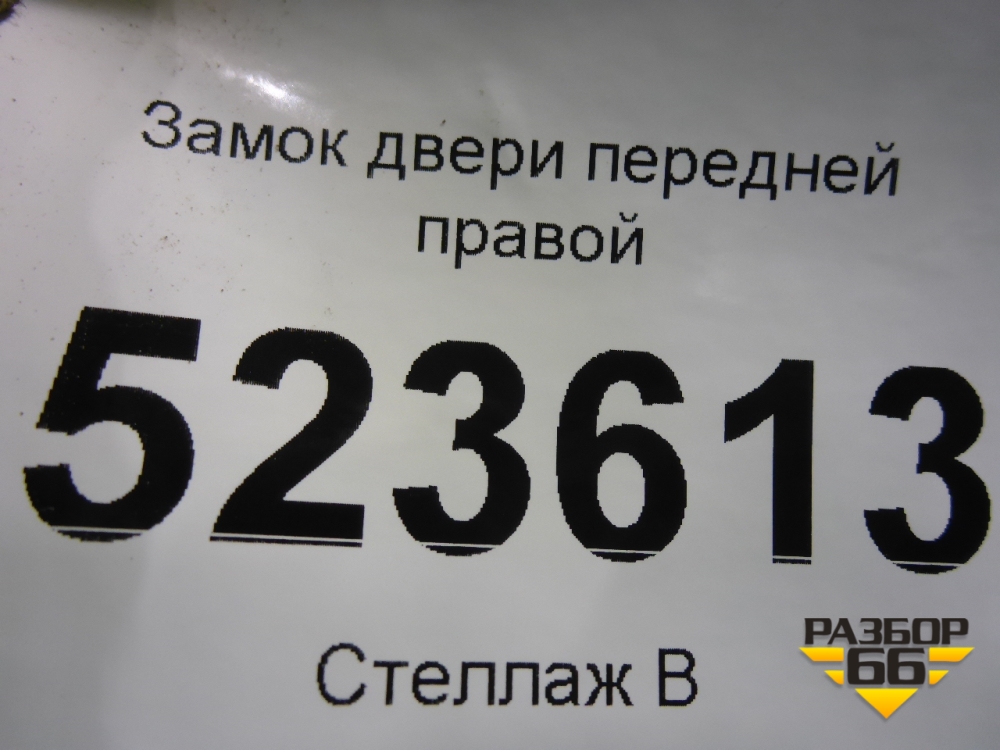 Замок двери передней
правой
523613
Стеллаж В
РАЗБОР
66